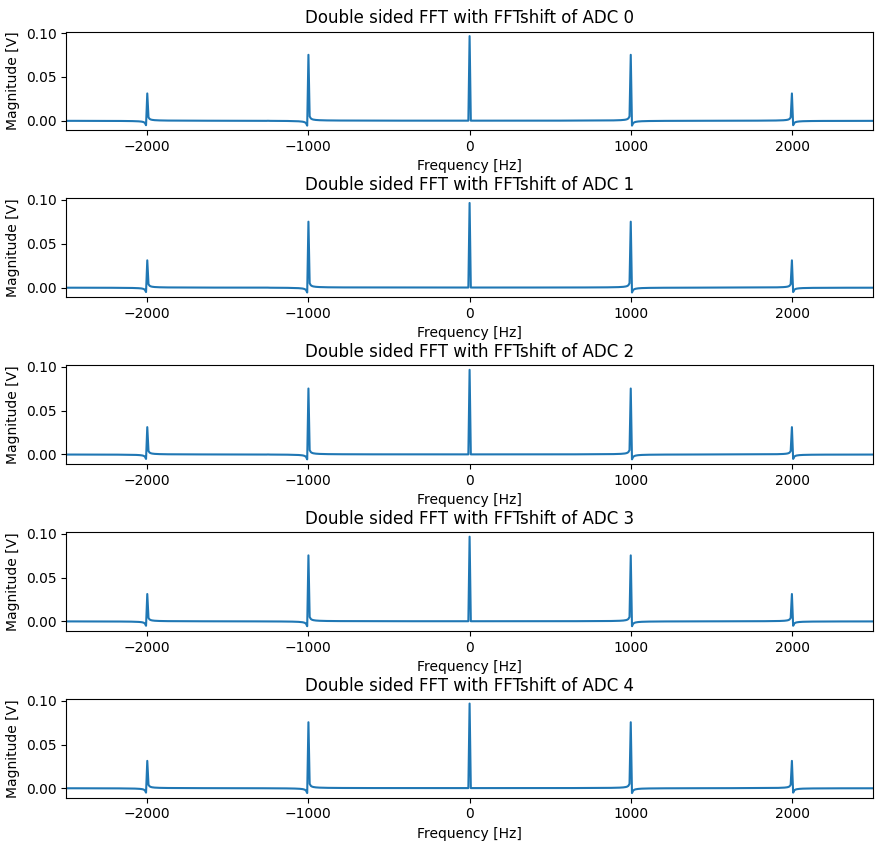 Double sided FFT with FFTshift of ADC 0
Magnitude [V]
0.10
0.05
0.00
−2000 −1000 0 1000 2000
Frequency [Hz]
Double sided FFT with FFTshift of ADC 1
Magnitude [V]
0.10
0.05
0.00
−2000 −1000 0 1000 2000
Frequency [Hz]
Double sided FFT with FFTshift of ADC 2
Magnitude [V]
0.10
0.05
0.00
−2000 −1000 0 1000 2000
Frequency [Hz]
Double sided FFT with FFTshift of ADC 3
Magnitude [V]
0.10
0.05
0.00
−2000 −1000 0 1000 2000
Frequency [Hz]
Double sided FFT with FFTshift of ADC 4
Magnitude [V]
0.10
0.05
0.00
−2000 −1000 0 1000 2000
Frequency [Hz]